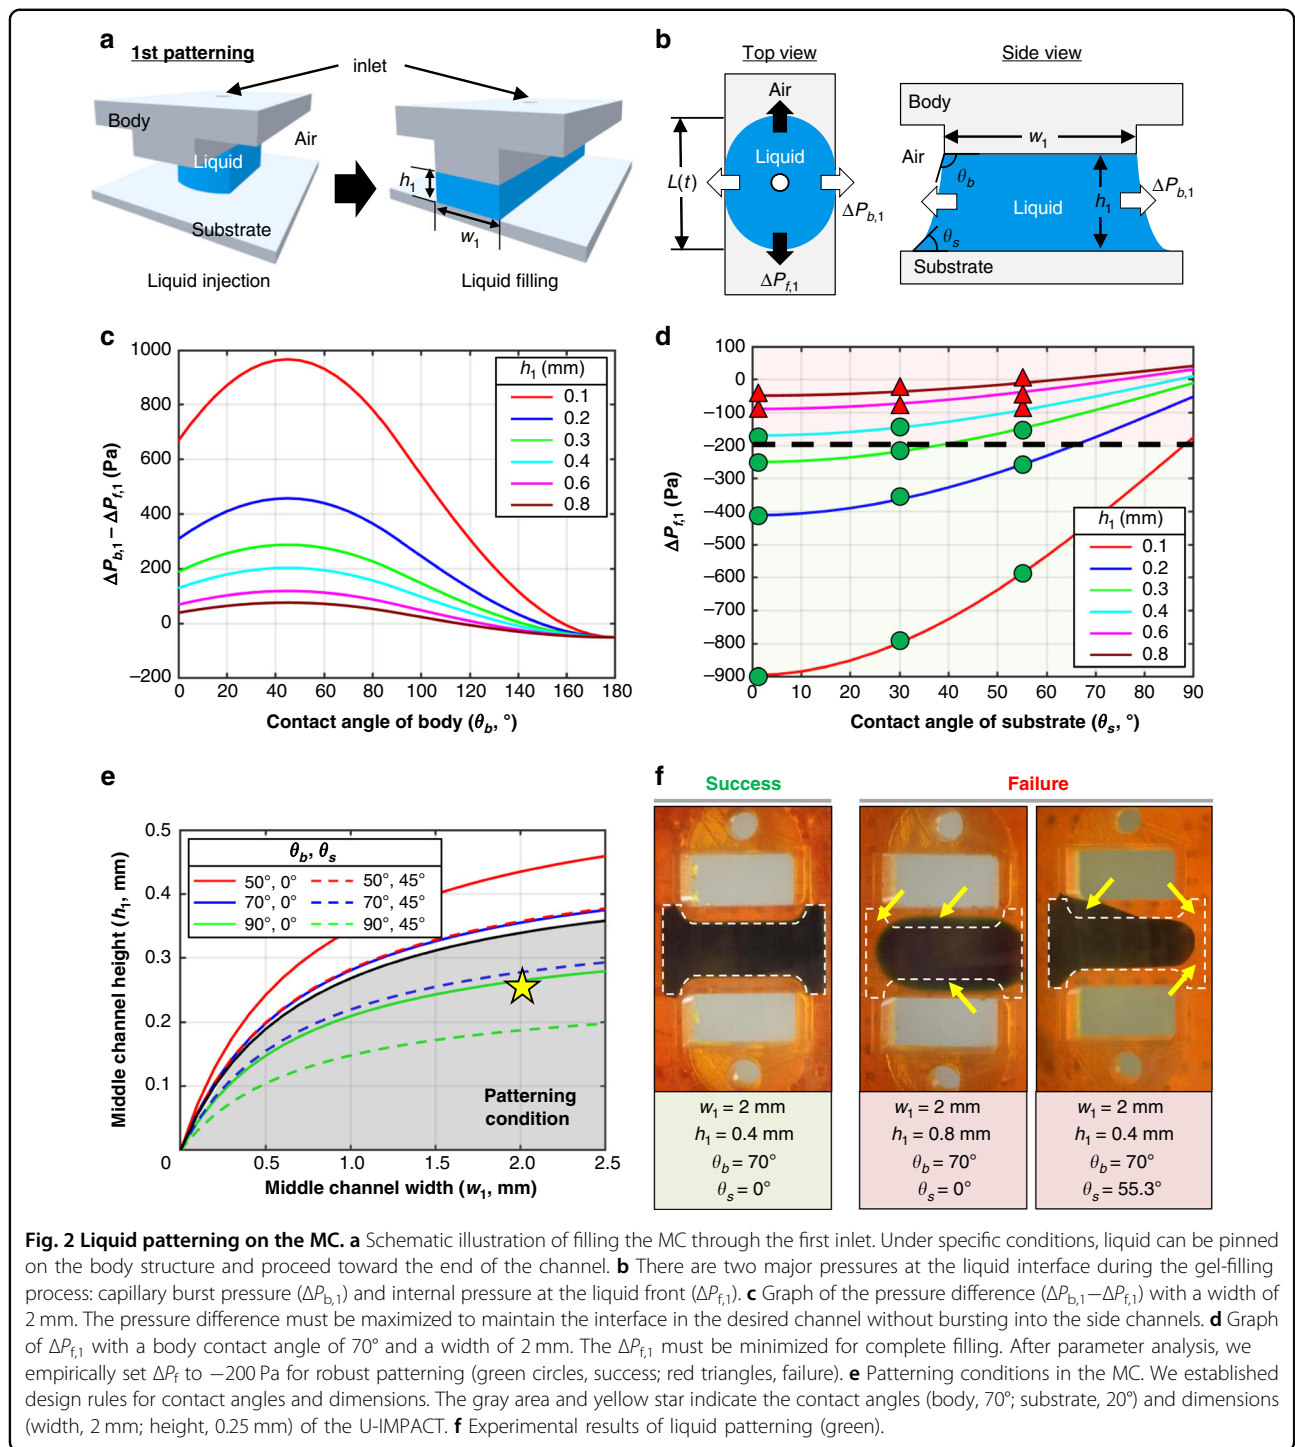 a
1st patterning
inlet
Body
Air
Liquid
h1
w1
Substrate
Liquid injection
Liquid filling
b
Top view
Side view
Air
Liquid
L(t)
ΔPb,1
ΔPf,1
Body
w1
Air
θb
h1
ΔPb,1
Liquid
θs
Substrate
c
ΔPb,1 – ΔPf,1 (Pa)
1000
800
600
400
200
0
–200
h1 (mm)
0.1
0.2
0.3
0.4
0.6
0.8
0 20 40 60 80 100 120 140 160 180
Contact angle of body (θb, °)
d
ΔPf,1 (Pa)
100
0
–100
–200
–300
–400
–500
–600
–700
–800
–900
h1 (mm)
0.1
0.2
0.3
0.4
0.6
0.8
0 10 20 30 40 50 60 70 80 90
Contact angle of substrate (θs, °)
e
Middle channel height (h1, mm)
0.5
0.4
0.3
0.2
0.1
0
θb, θs
50°, 0° 50°, 45°
70°, 0° 70°, 45°
90°, 0° 90°, 45°
Patterning
condition
0.5 1.0 1.5 2.0 2.5
Middle channel width (w1, mm)
f
Success
Failure
w1 = 2 mm
h1 = 0.4 mm
θb = 70°
θs = 0°
w1 = 2 mm
h1 = 0.8 mm
θb = 70°
θs = 0°
w1 = 2 mm
h1 = 0.4 mm
θb = 70°
θs = 55.3°
Fig. 2 Liquid patterning on the MC. a Schematic illustration of filling the MC through the first inlet. Under specific conditions, liquid can be pinned
on the body structure and proceed toward the end of the channel. b There are two major pressures at the liquid interface during the gel-filling
process: capillary burst pressure (ΔPb,1) and internal pressure at the liquid front (ΔPf,1). c Graph of the pressure difference (ΔPb,1−ΔPf,1) with a width of
2 mm. The pressure difference must be maximized to maintain the interface in the desired channel without bursting into the side channels. d Graph
of ΔPf,1 with a body contact angle of 70° and a width of 2 mm. The ΔPf,1 must be minimized for complete filling. After parameter analysis, we
empirically set ΔPf to −200 Pa for robust patterning (green circles, success; red triangles, failure). e Patterning conditions in the MC. We established
design rules for contact angles and dimensions. The gray area and yellow star indicate the contact angles (body, 70°; substrate, 20°) and dimensions
(width, 2 mm; height, 0.25 mm) of the U-IMPACT. f Experimental results of liquid patterning (green).